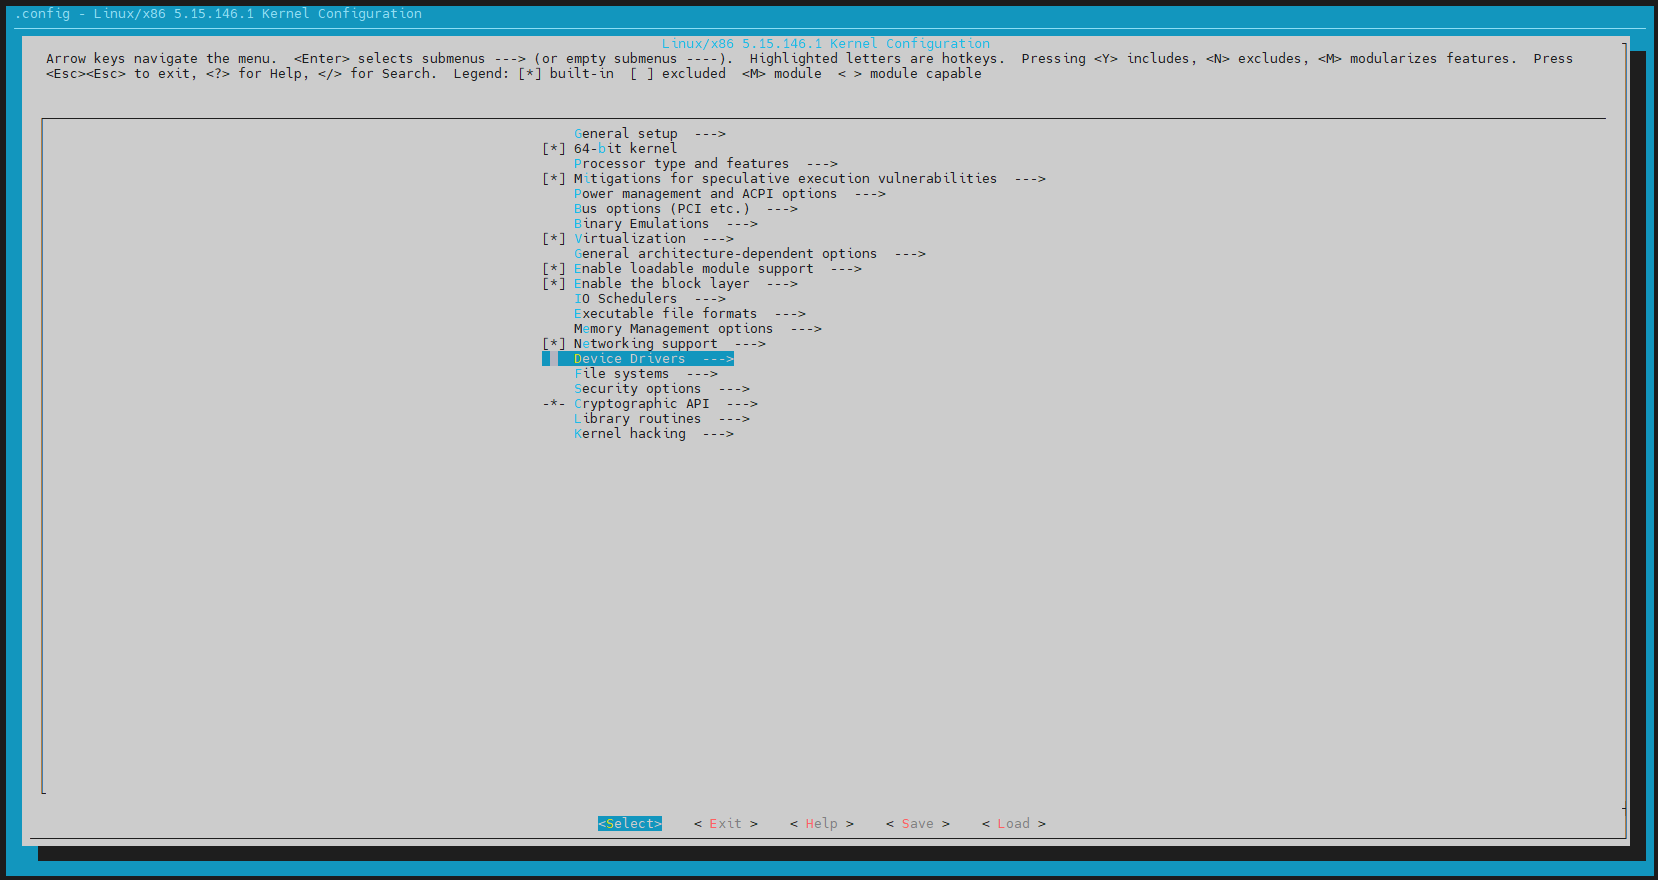 .config - Linux/x86 5.15.146.1 Kernel Configuration
Linux/x86 5.15.146.1 Kernel Configuration
Arrow keys navigate the menu.  <Enter> selects submenus ---> (or empty submenus ----).  Highlighted letters are hotkeys.  Pressing <Y> includes, <N> excludes, <M> modularizes features.  Press
<Esc><Esc> to exit, <?> for Help, </> for Search.  Legend: [*] built-in  [ ] excluded  <M> module  < > module capable
General setup  --->
[*] 64-bit kernel
Processor type and features  --->
[*] Mitigations for speculative execution vulnerabilities  --->
Power management and ACPI options  --->
Bus options (PCI etc.)  --->
Binary Emulations  --->
[*] Virtualization  --->
General architecture-dependent options  --->
[*] Enable loadable module support  --->
[*] Enable the block layer  --->
IO Schedulers  --->
Executable file formats  --->
Memory Management options  --->
[*] Networking support  --->
Device Drivers  --->
File systems  --->
Security options  --->
-*- Cryptographic API  --->
Library routines  --->
Kernel hacking  --->
<Select>    < Exit >    < Help >    < Save >    < Load >